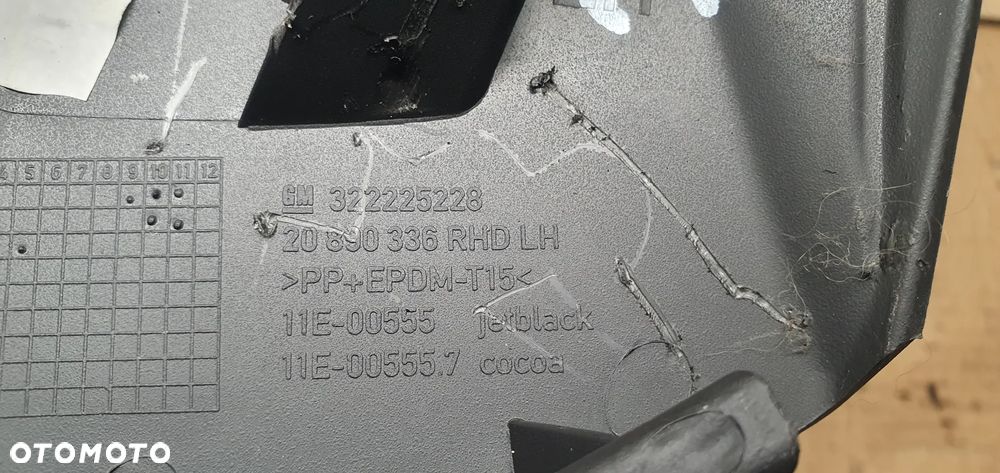 4 5 6 7 8 9 10 11 12
GM 322225228
20 890 336 RHD LH
>PP+EPDM-T15<
11E-00555 jetblack
11E-00555.7 cocoa
OTOMOTO